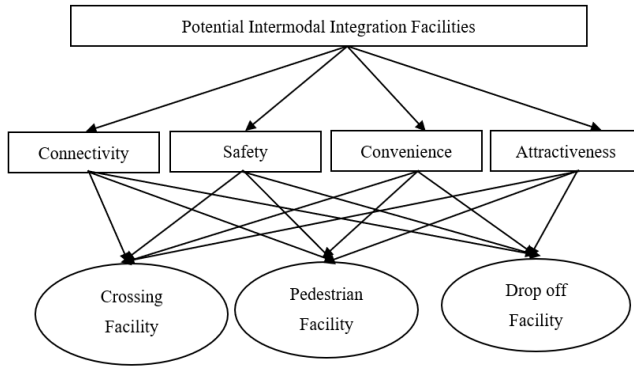 Potential Intermodal Integration Facilities
Connectivity
Safety
Convenience
Attractiveness
Crossing
Facility
Pedestrian
Facility
Drop off
Facility